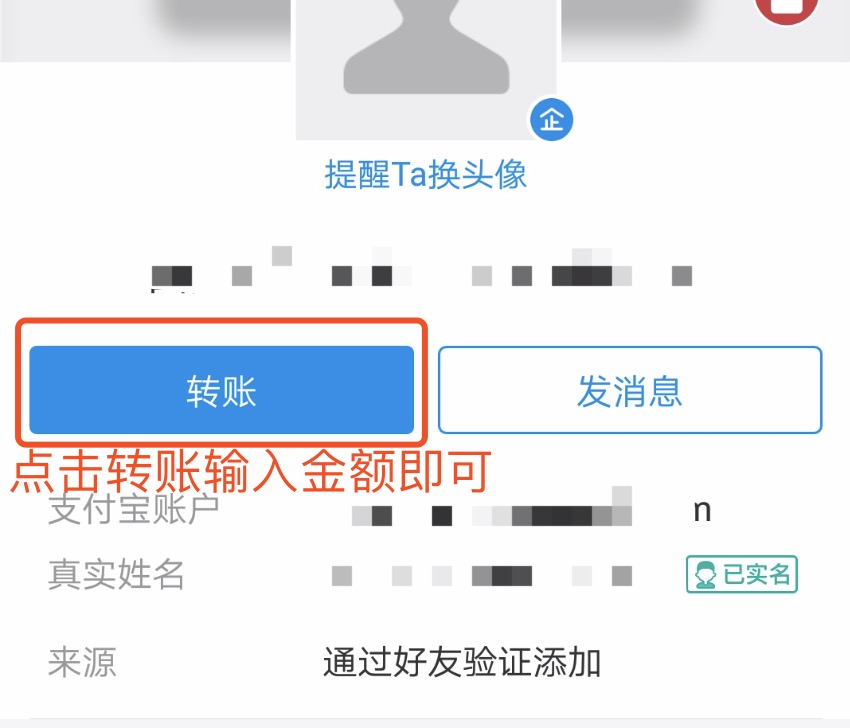 企
提醒Ta换头像
转账
发消息
点击转账输入金额即可
支付宝账户 n
真实姓名 已实名
来源 通过好友验证添加